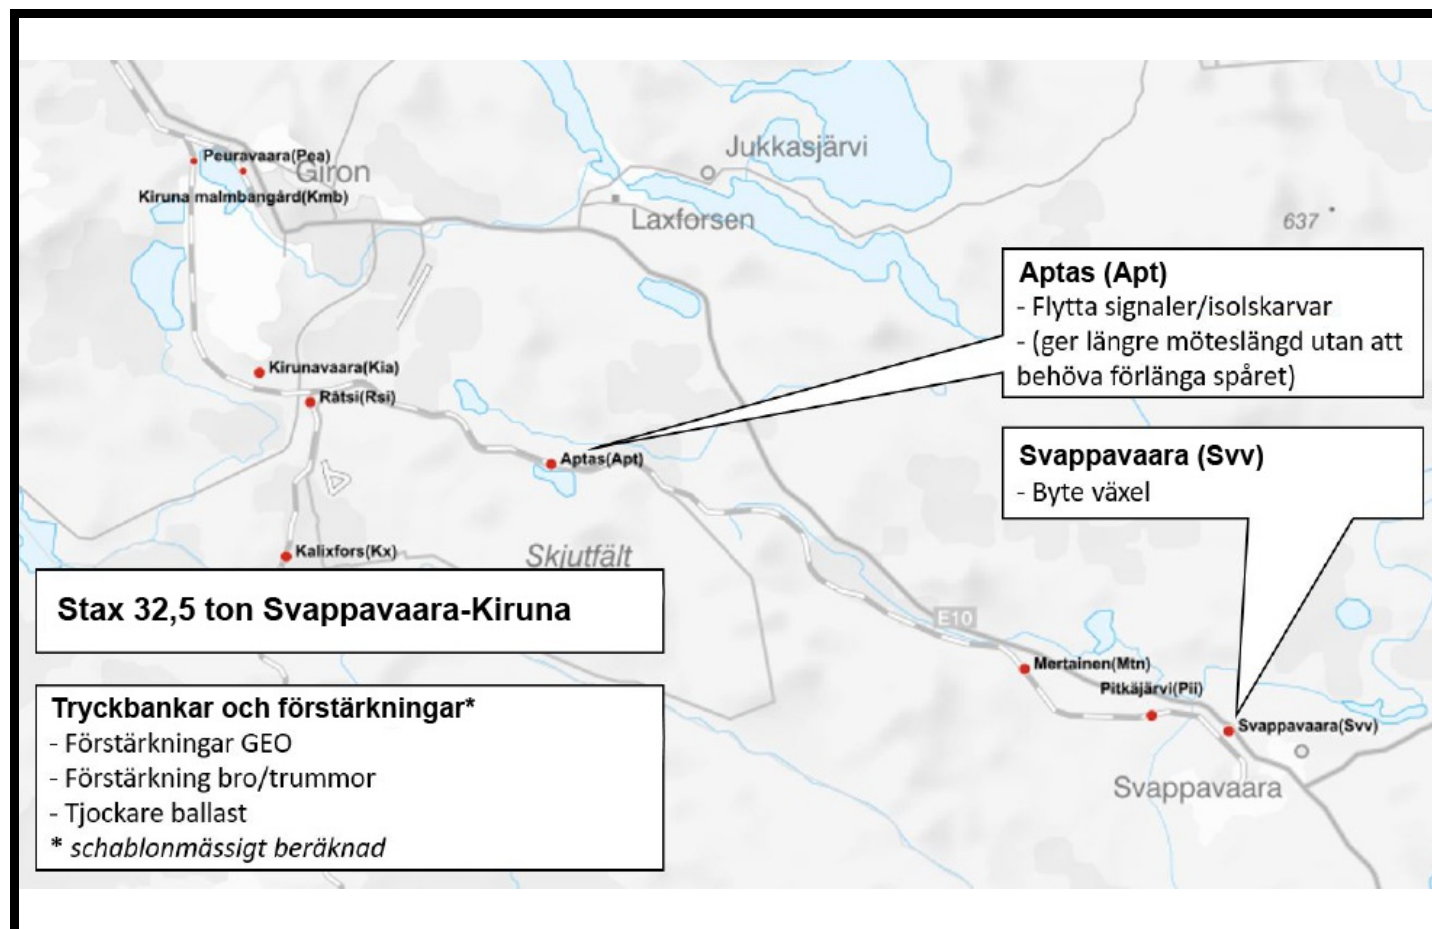 Peuravaara(Pea)
Giron
Kiruna malmbangård(Kmb)
Jukkasjärvi
Laxforsen
637
Aptas (Apt)
- Flytta signaler/isolskarvar
- (ger längre möteslängd utan att
behöva förlänga spåret)
Kirunavaara(Kia)
Råtsi(Rsi)
Aptas(Apt)
Svappavaara (Svv)
- Byte växel
Kalixfors(Kx)
Skjutfält
Stax 32,5 ton Svappavaara-Kiruna
E10
Mertainen(Mtn)
Pitkäjärvi(Pii)
Svappavaara(Svv)
Svappavaara
Tryckbankar och förstärkningar*
- Förstärkningar GEO
- Förstärkning bro/trummor
- Tjockare ballast
* schablonmässigt beräknad